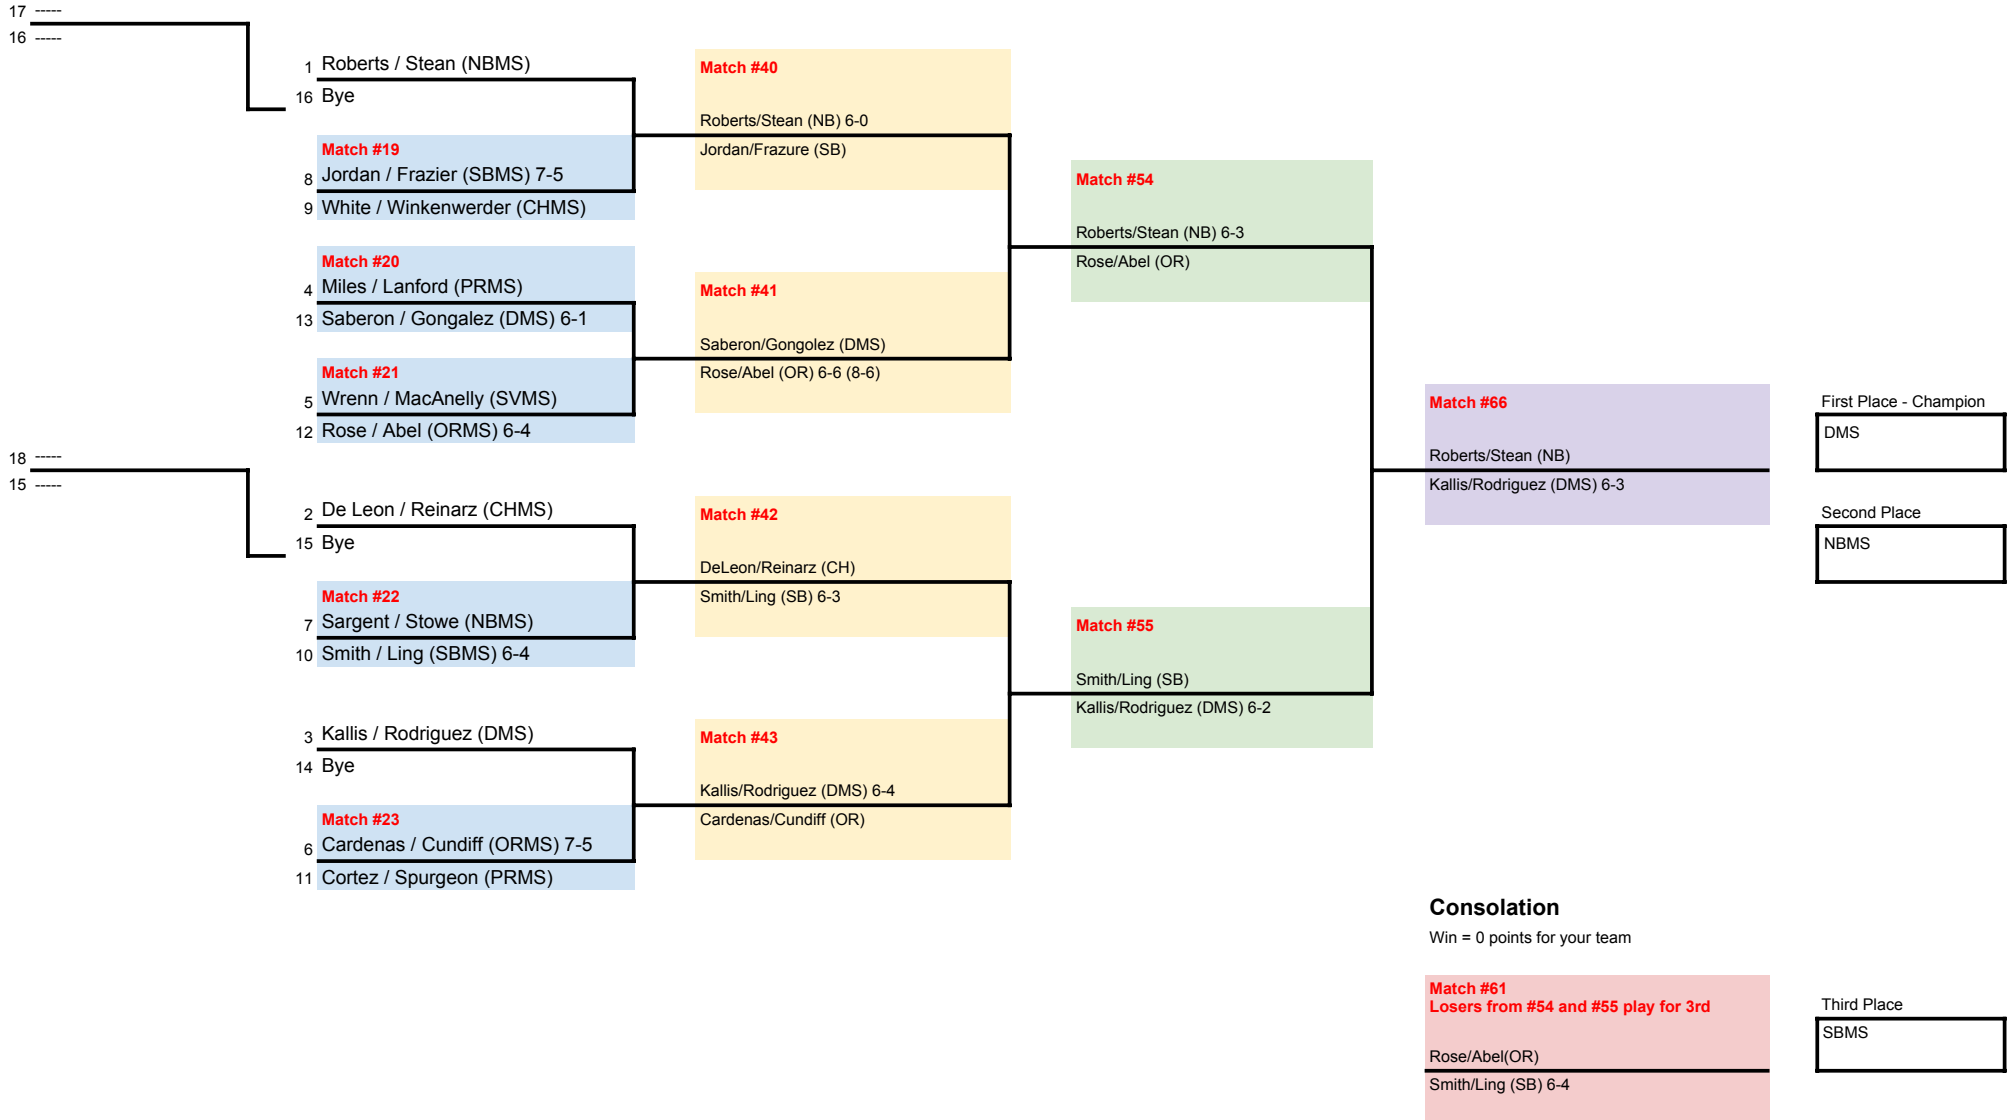 17 -----
16 -----
1 Roberts / Stean (NBMS)
16 Bye
Match #19
8 Jordan / Frazier (SBMS) 7-5
9 White / Winkenwerder (CHMS)
Match #20
4 Miles / Lanford (PRMS)
13 Saberon / Gongalez (DMS) 6-1
Match #21
5 Wrenn / MacAnelly (SVMS)
12 Rose / Abel (ORMS) 6-4
18 -----
15 -----
2 De Leon / Reinarz (CHMS)
15 Bye
Match #22
7 Sargent / Stowe (NBMS)
10 Smith / Ling (SBMS) 6-4
3 Kallis / Rodriguez (DMS)
14 Bye
Match #23
6 Cardenas / Cundiff (ORMS) 7-5
11 Cortez / Spurgeon (PRMS)
Match #40
Roberts/Stean (NB) 6-0
Jordan/Frazure (SB)
Match #41
Saberon/Gongolez (DMS)
Rose/Abel (OR) 6-6 (8-6)
Match #42
DeLeon/Reinarz (CH)
Smith/Ling (SB) 6-3
Match #43
Kallis/Rodriguez (DMS) 6-4
Cardenas/Cundiff (OR)
Match #54
Roberts/Stean (NB) 6-3
Rose/Abel (OR)
Match #55
Smith/Ling (SB)
Kallis/Rodriguez (DMS) 6-2
Match #66
Roberts/Stean (NB)
Kallis/Rodriguez (DMS) 6-3
First Place - Champion
DMS
Second Place
NBMS
Consolation
Win = 0 points for your team
Match #61
Losers from #54 and #55 play for 3rd
Rose/Abel(OR)
Smith/Ling (SB) 6-4
Third Place
SBMS